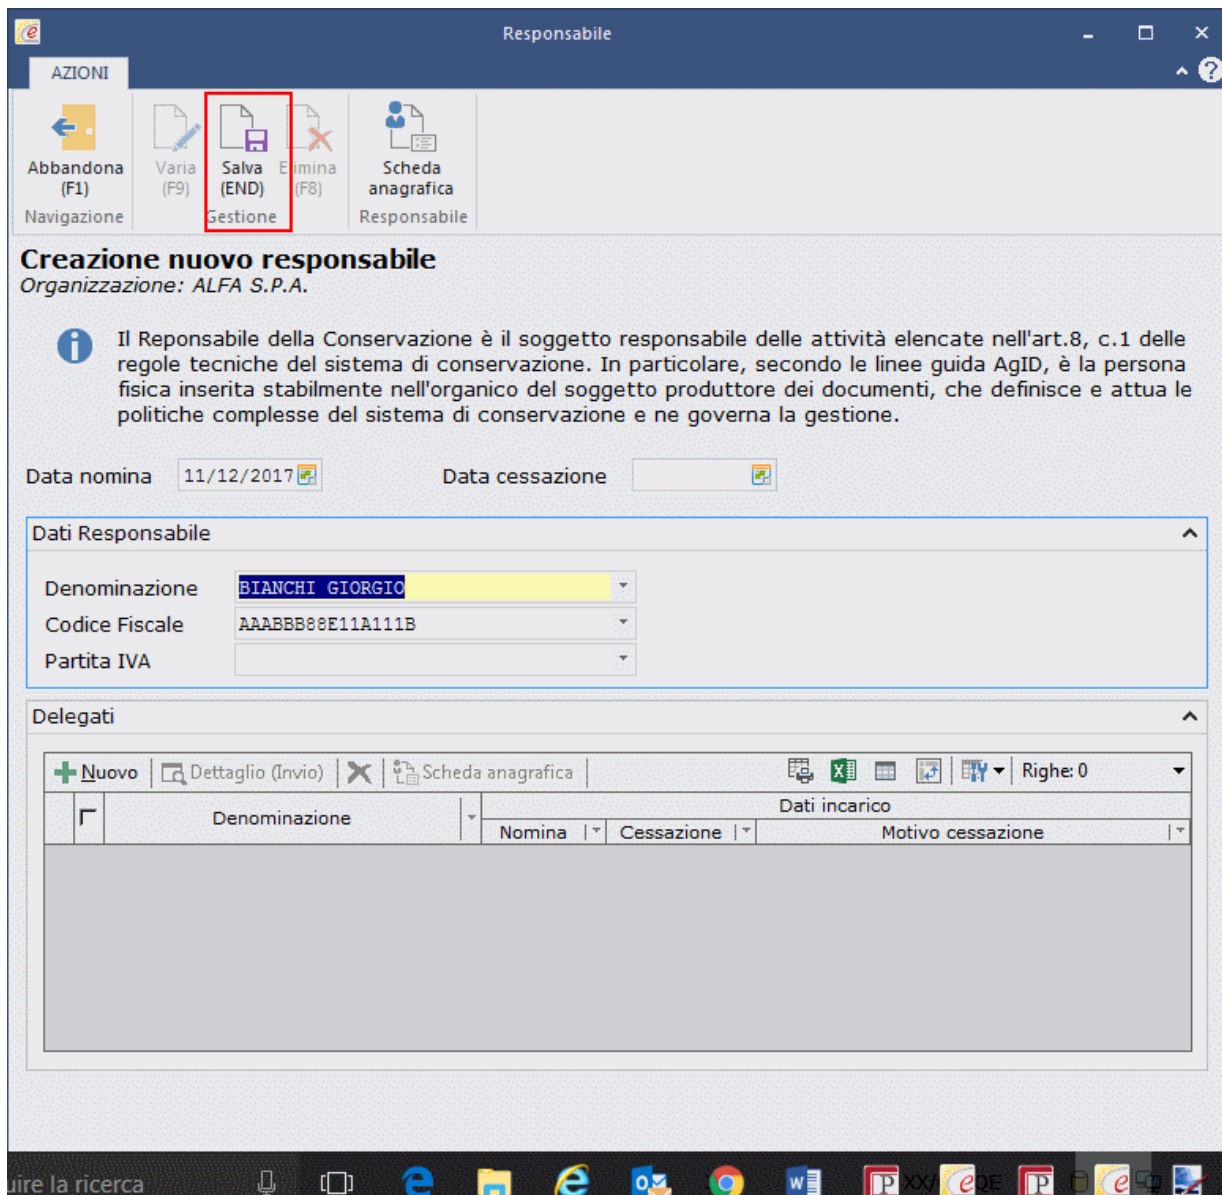 Responsabile
AZIONI
Abbandona
(F1)
Varia
(F9)
Salva
(END)
Elimina
(F8)
Scheda
anagrafica
Navigazione
Gestione
Responsabile
Creazione nuovo responsabile
Organizzazione: ALFA S.P.A.
Il Reponsabile della Conservazione è il soggetto responsabile delle attività elencate nell'art.8, c.1 delle
regole tecniche del sistema di conservazione. In particolare, secondo le linee guida AgID, è la persona
fisica inserita stabilmente nell'organico del soggetto produttore dei documenti, che definisce e attua le
politiche complesse del sistema di conservazione e ne governa la gestione.
Data nomina 11/12/2017 Data cessazione
Dati Responsabile
Denominazione BIANCHI GIORGIO
Codice Fiscale AAABBB88E11A111B
Partita IVA
Delegati
Nuovo Dettaglio (Invio) Scheda anagrafica Righe: 0
Denominazione
Dati incarico
Nomina Cessazione Motivo cessazione
uire la ricerca